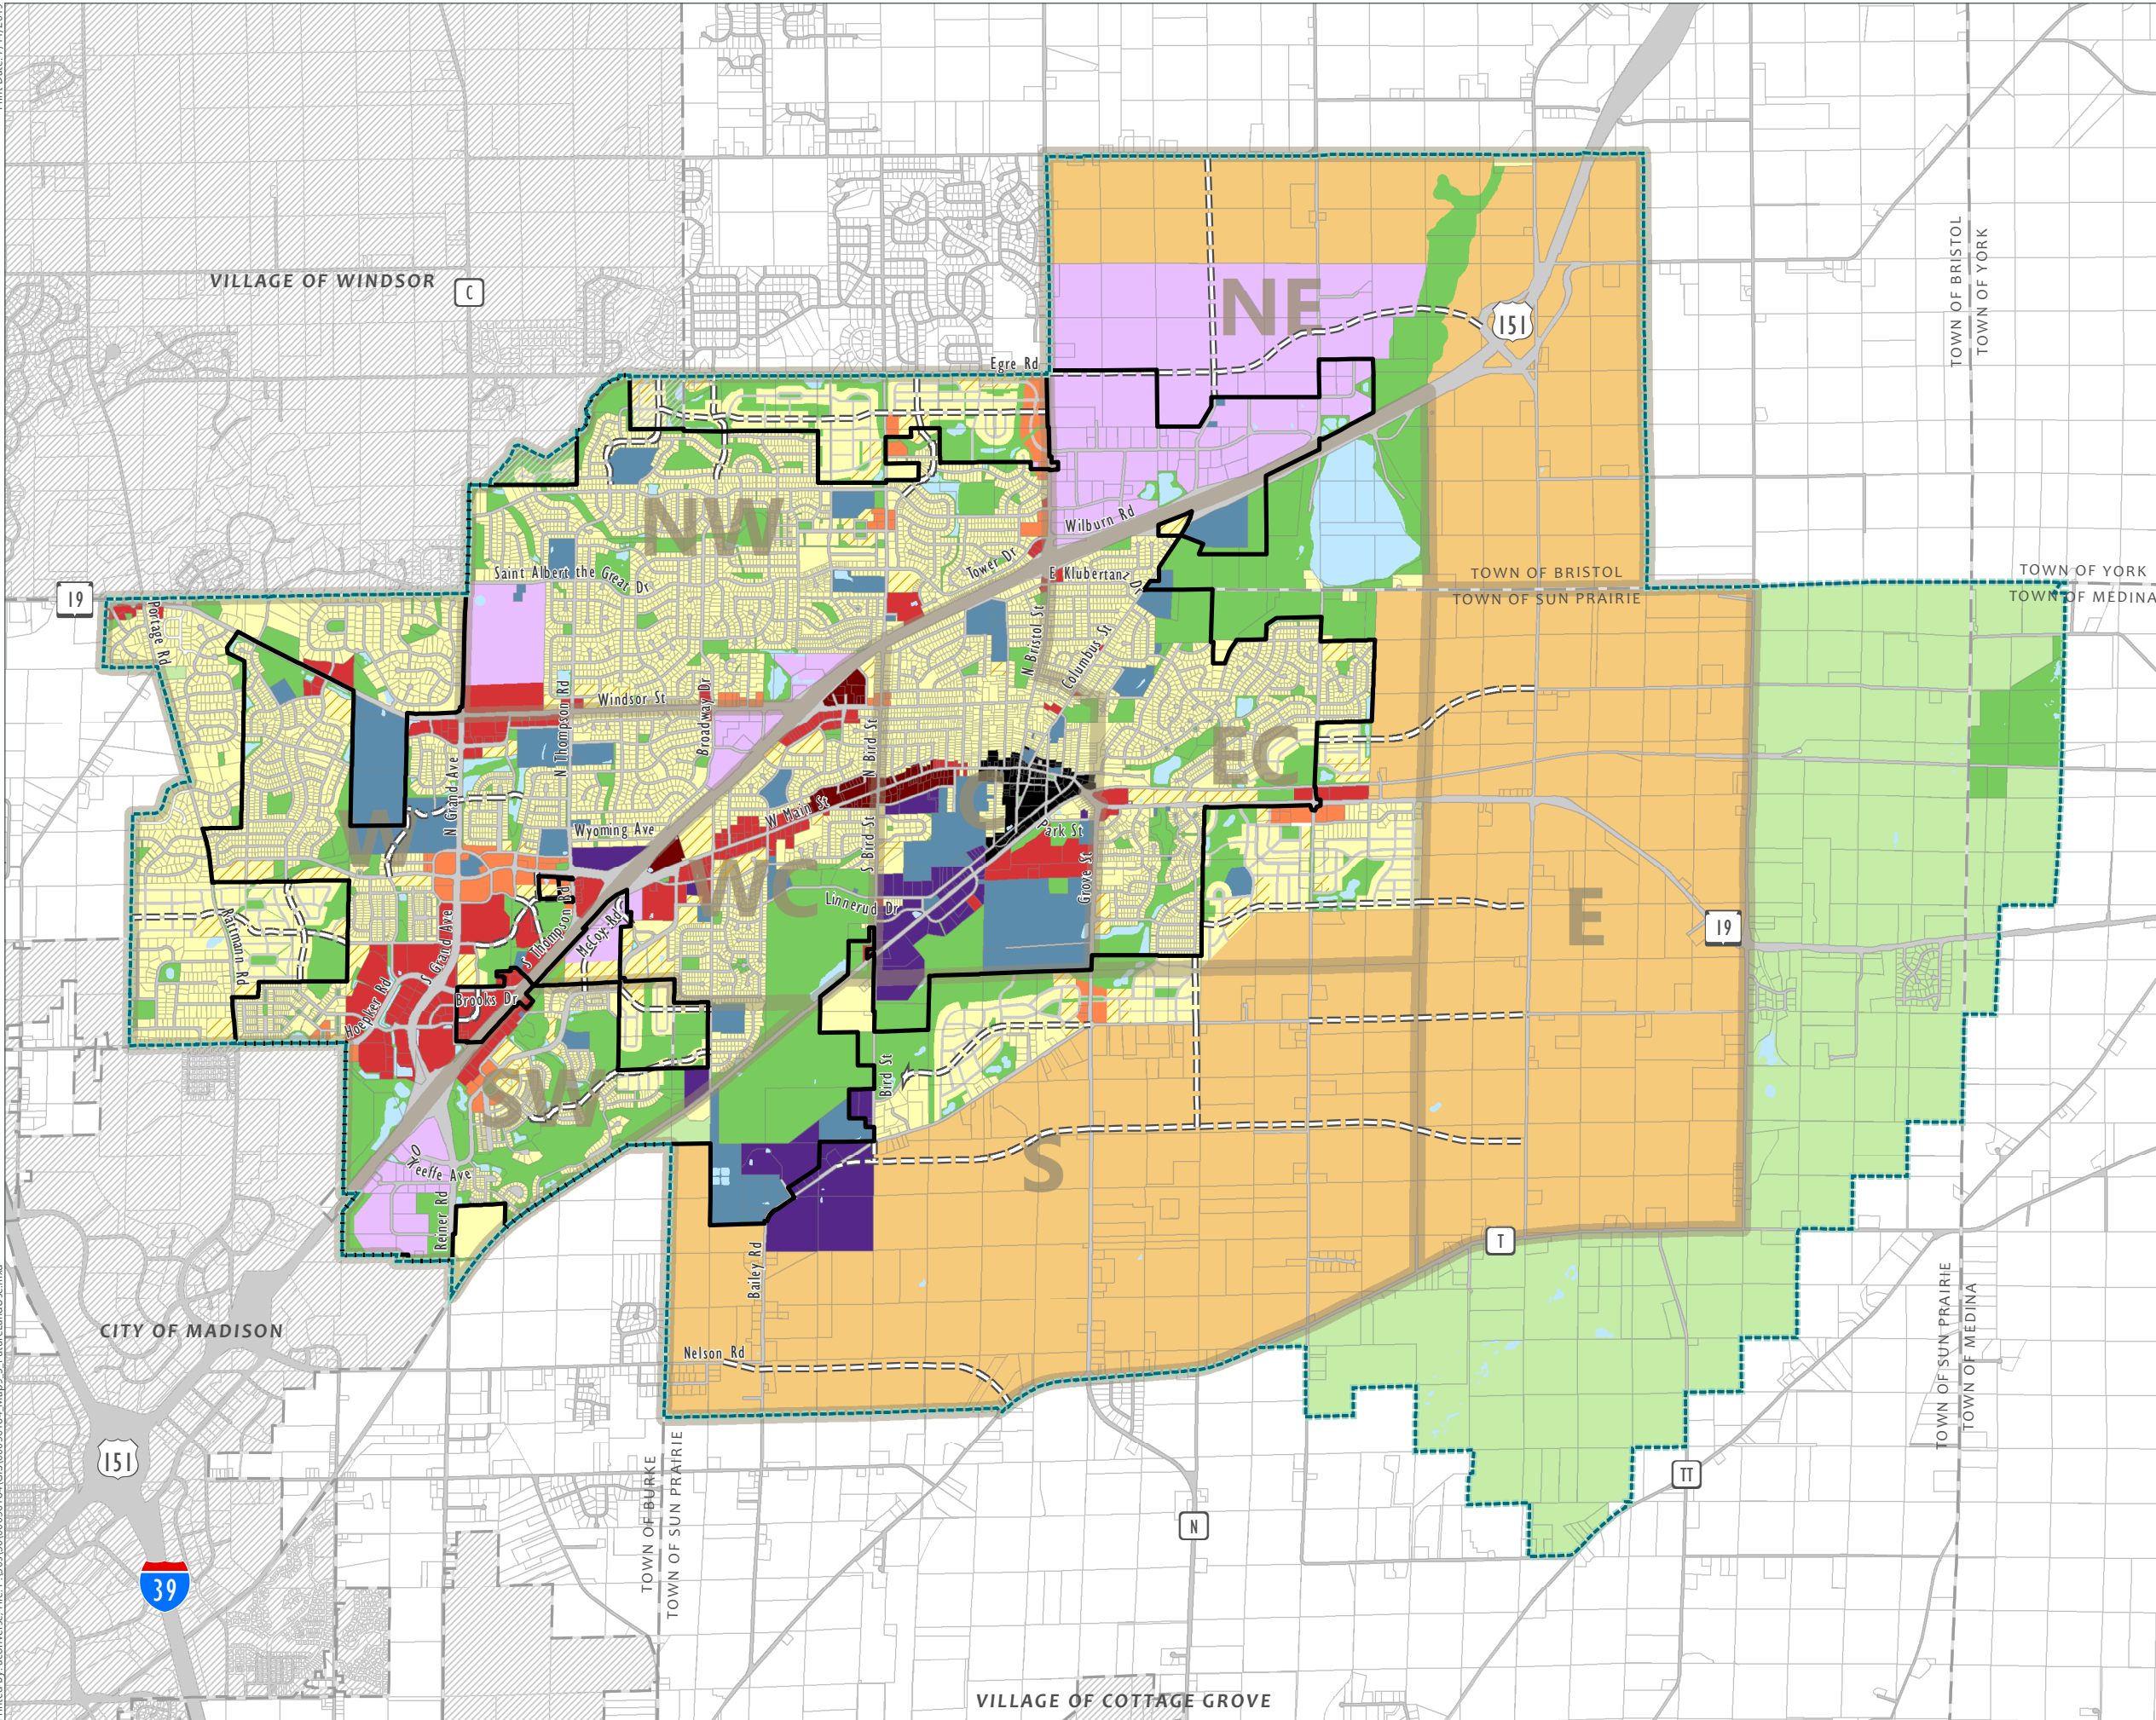 VILLAGE OF WINDSOR
C
TOWN OF BRISTOL
TOWN OF YORK
NE
151
Egre Rd
NW
Wilburn Rd
Tower Dr
E Klubertanz Dr
Saint Albert the Great Dr
TOWN OF BRISTOL
TOWN OF SUN PRAIRIE
TOWN OF YORK
TOWN OF MEDINA
19
Portage Rd
N Bristol St
Columbus St
Windsor St
N Thompson Rd
Broadway Dr
N Bird St
EC
C
N Grand Ave
W Main St
Wyoming Ave
Park St
W
S Bird St
WC
Grove St
Linnerud Dr
E
19
Rattmann Rd
S Grand Ave
S Thompson Rd
McCoy Rd
Hoepker Rd
Brooks Dr
Bird St
SW
S
O'Keeffe Ave
Reiner Rd
T
Bailey Rd
CITY OF MADISON
Nelson Rd
TOWN OF SUN PRAIRIE
TOWN OF MEDINA
151
TOWN OF BURKE
TOWN OF SUN PRAIRIE
TT
N
39
VILLAGE OF COTTAGE GROVE